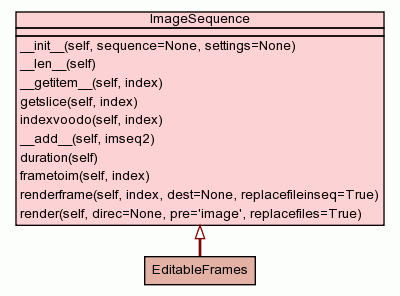 ImageSequence
__init__(self, sequence=None, settings=None)
__len__(self)
__getitem__(self, index)
getslice(self, index)
indexvoodo(self, index)
__add__(self, imseq2)
duration(self)
frametoim(self, index)
renderframe(self, index, dest=None, replacefileinseq=True)
render(self, direc=None, pre='image', replacefiles=True)
EditableFrames